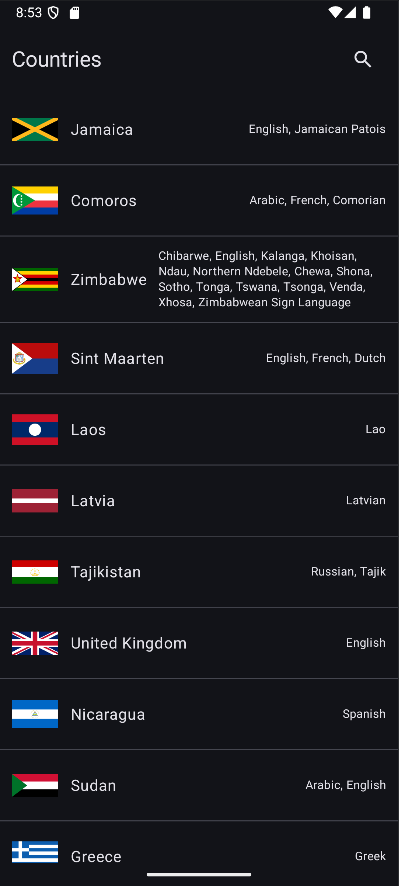 8:53
Countries
Jamaica English, Jamaican Patois
Comoros Arabic, French, Comorian
Zimbabwe
Chibarwe, English, Kalanga, Khoisan,
Ndau, Northern Ndebele, Chewa, Shona,
Sotho, Tonga, Tswana, Tsonga, Venda,
Xhosa, Zimbabwean Sign Language
Sint Maarten English, French, Dutch
Laos Lao
Latvia Latvian
Tajikistan Russian, Tajik
United Kingdom English
Nicaragua Spanish
Sudan Arabic, English
Greece Greek